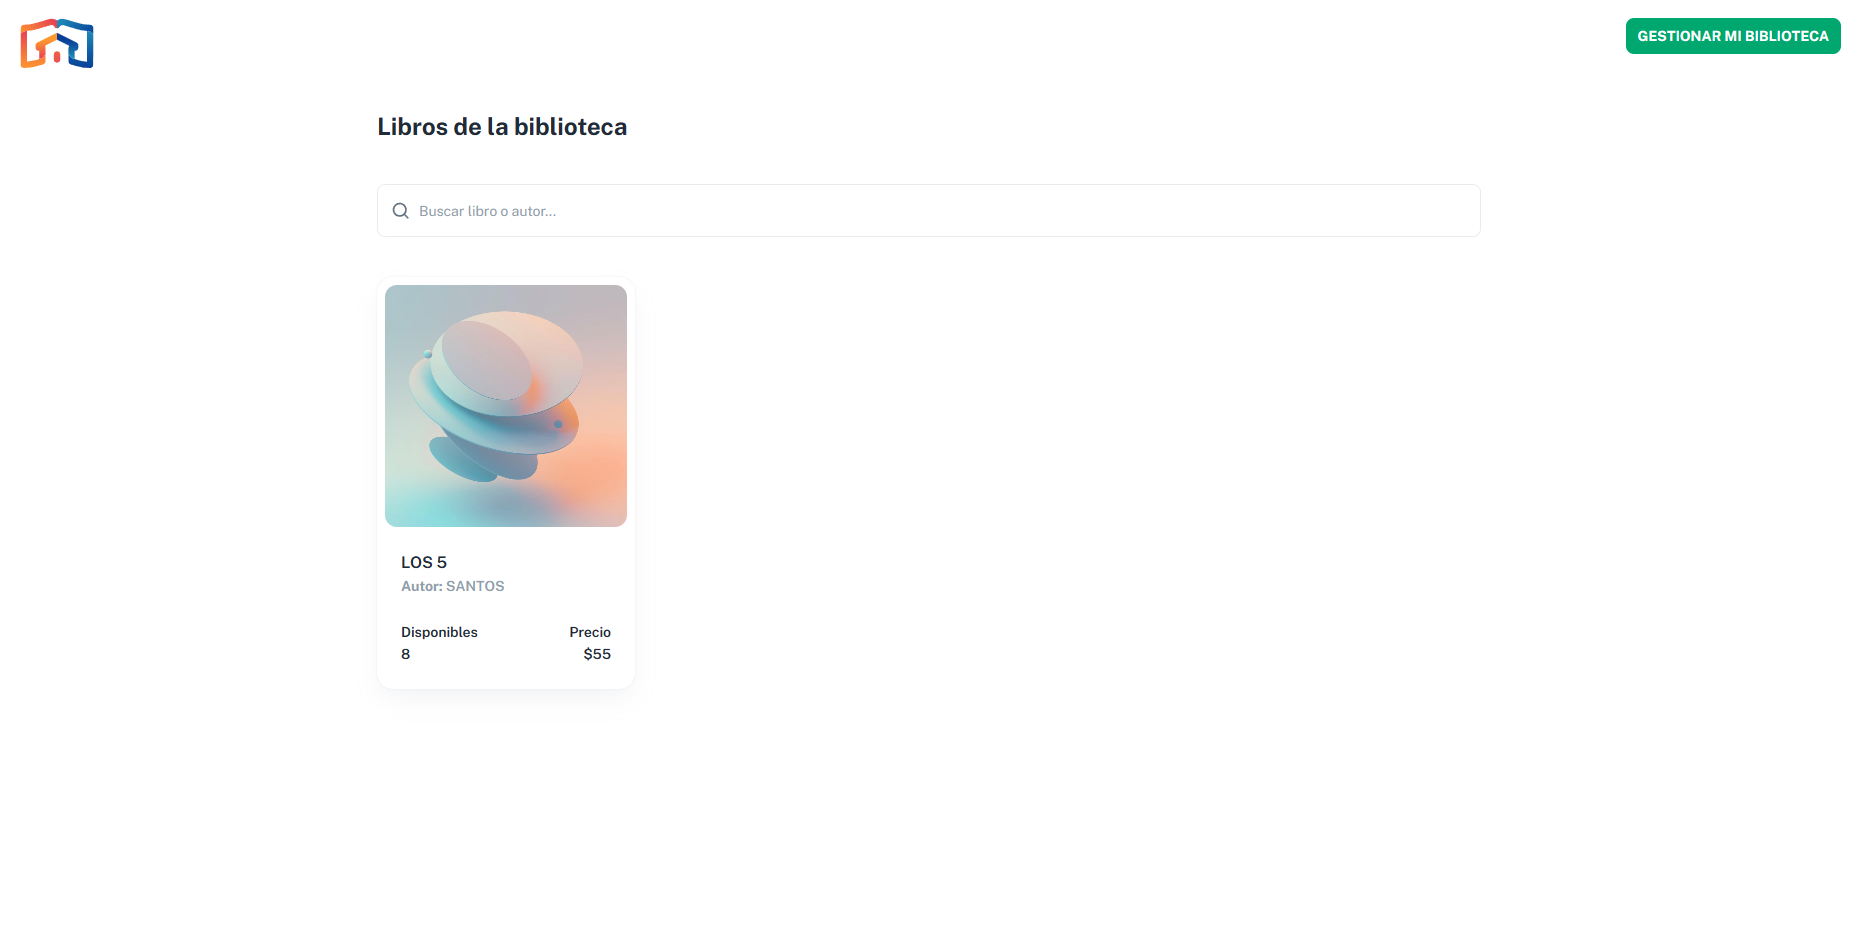 GESTIONAR MI BIBLIOTECA
Libros de la biblioteca
Buscar libro o autor...
LOS 5
Autor: SANTOS
Disponibles Precio
8 $55